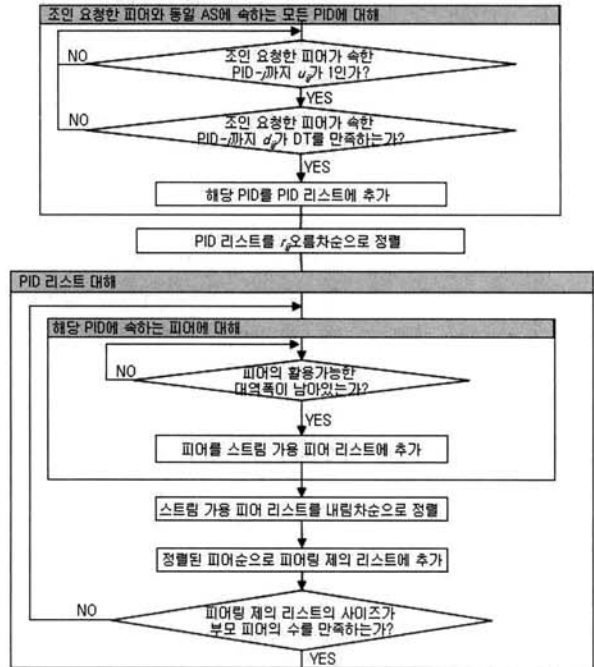 조인 요청한 피어와 동일 AS에 속하는 모든 PID에 대해
NO
조인 요청한 피어가 속한
PID-j까지 uij가 1인가?
YES
NO
조인 요청한 피어가 속한
PID-j까지 dij가 DT를 만족하는가?
YES
해당 PID를 PID 리스트에 추가
PID 리스트를 rij오름차순으로 정렬
PID 리스트 대해
해당 PID에 속하는 피어에 대해
NO
피어의 활용가능한
대역폭이 남아있는가?
YES
피어를 스트림 가용 피어 리스트에 추가
스트림 가용 피어 리스트를 내림차순으로 정렬
정렬된 피어순으로 피어링 제의 리스트에 추가
NO
피어링 제의 리스트의 사이즈가
부모 피어의 수를 만족하는가?
YES